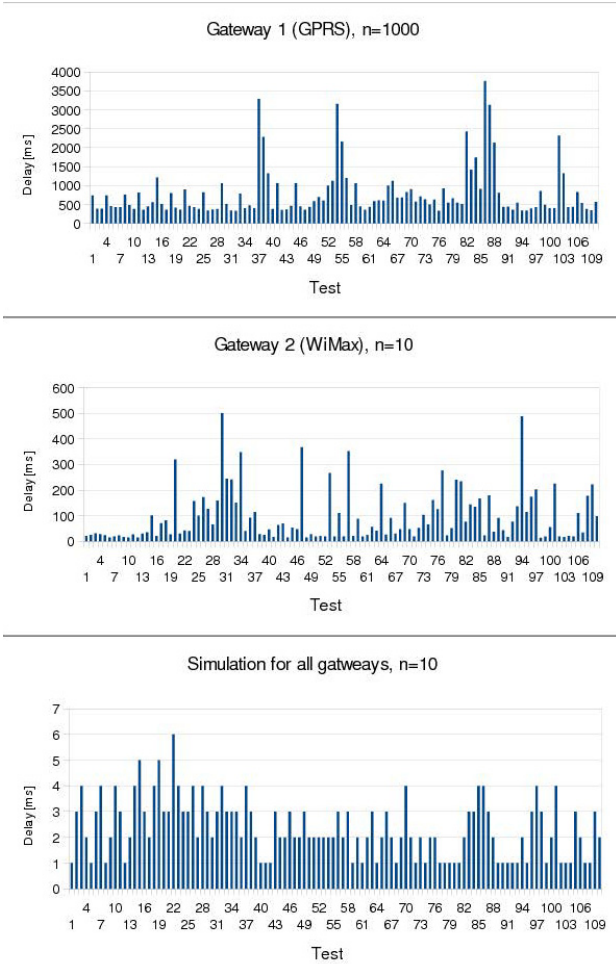 Gateway 1 (GPRS), n=1000
4000
3500
3000
2500
2000
1500
1000
500
0
Delay [ms]
4 10 16 22 28 34 40 46 52 58 64 70 76 82 88 94 100 106
1 7 13 19 25 31 37 43 49 55 61 67 73 79 85 91 97 103 109
Test
Gateway 2 (WiMax), n=10
600
500
400
300
200
100
0
Delay [ms]
4 10 16 22 28 34 40 46 52 58 64 70 76 82 88 94 100 106
1 7 13 19 25 31 37 43 49 55 61 67 73 79 85 91 97 103 109
Test
Simulation for all gatweays, n=10
7
6
5
4
3
2
1
0
Delay [ms]
4 10 16 22 28 34 40 46 52 58 64 70 76 82 88 94 100 106
1 7 13 19 25 31 37 43 49 55 61 67 73 79 85 91 97 103 109
Test